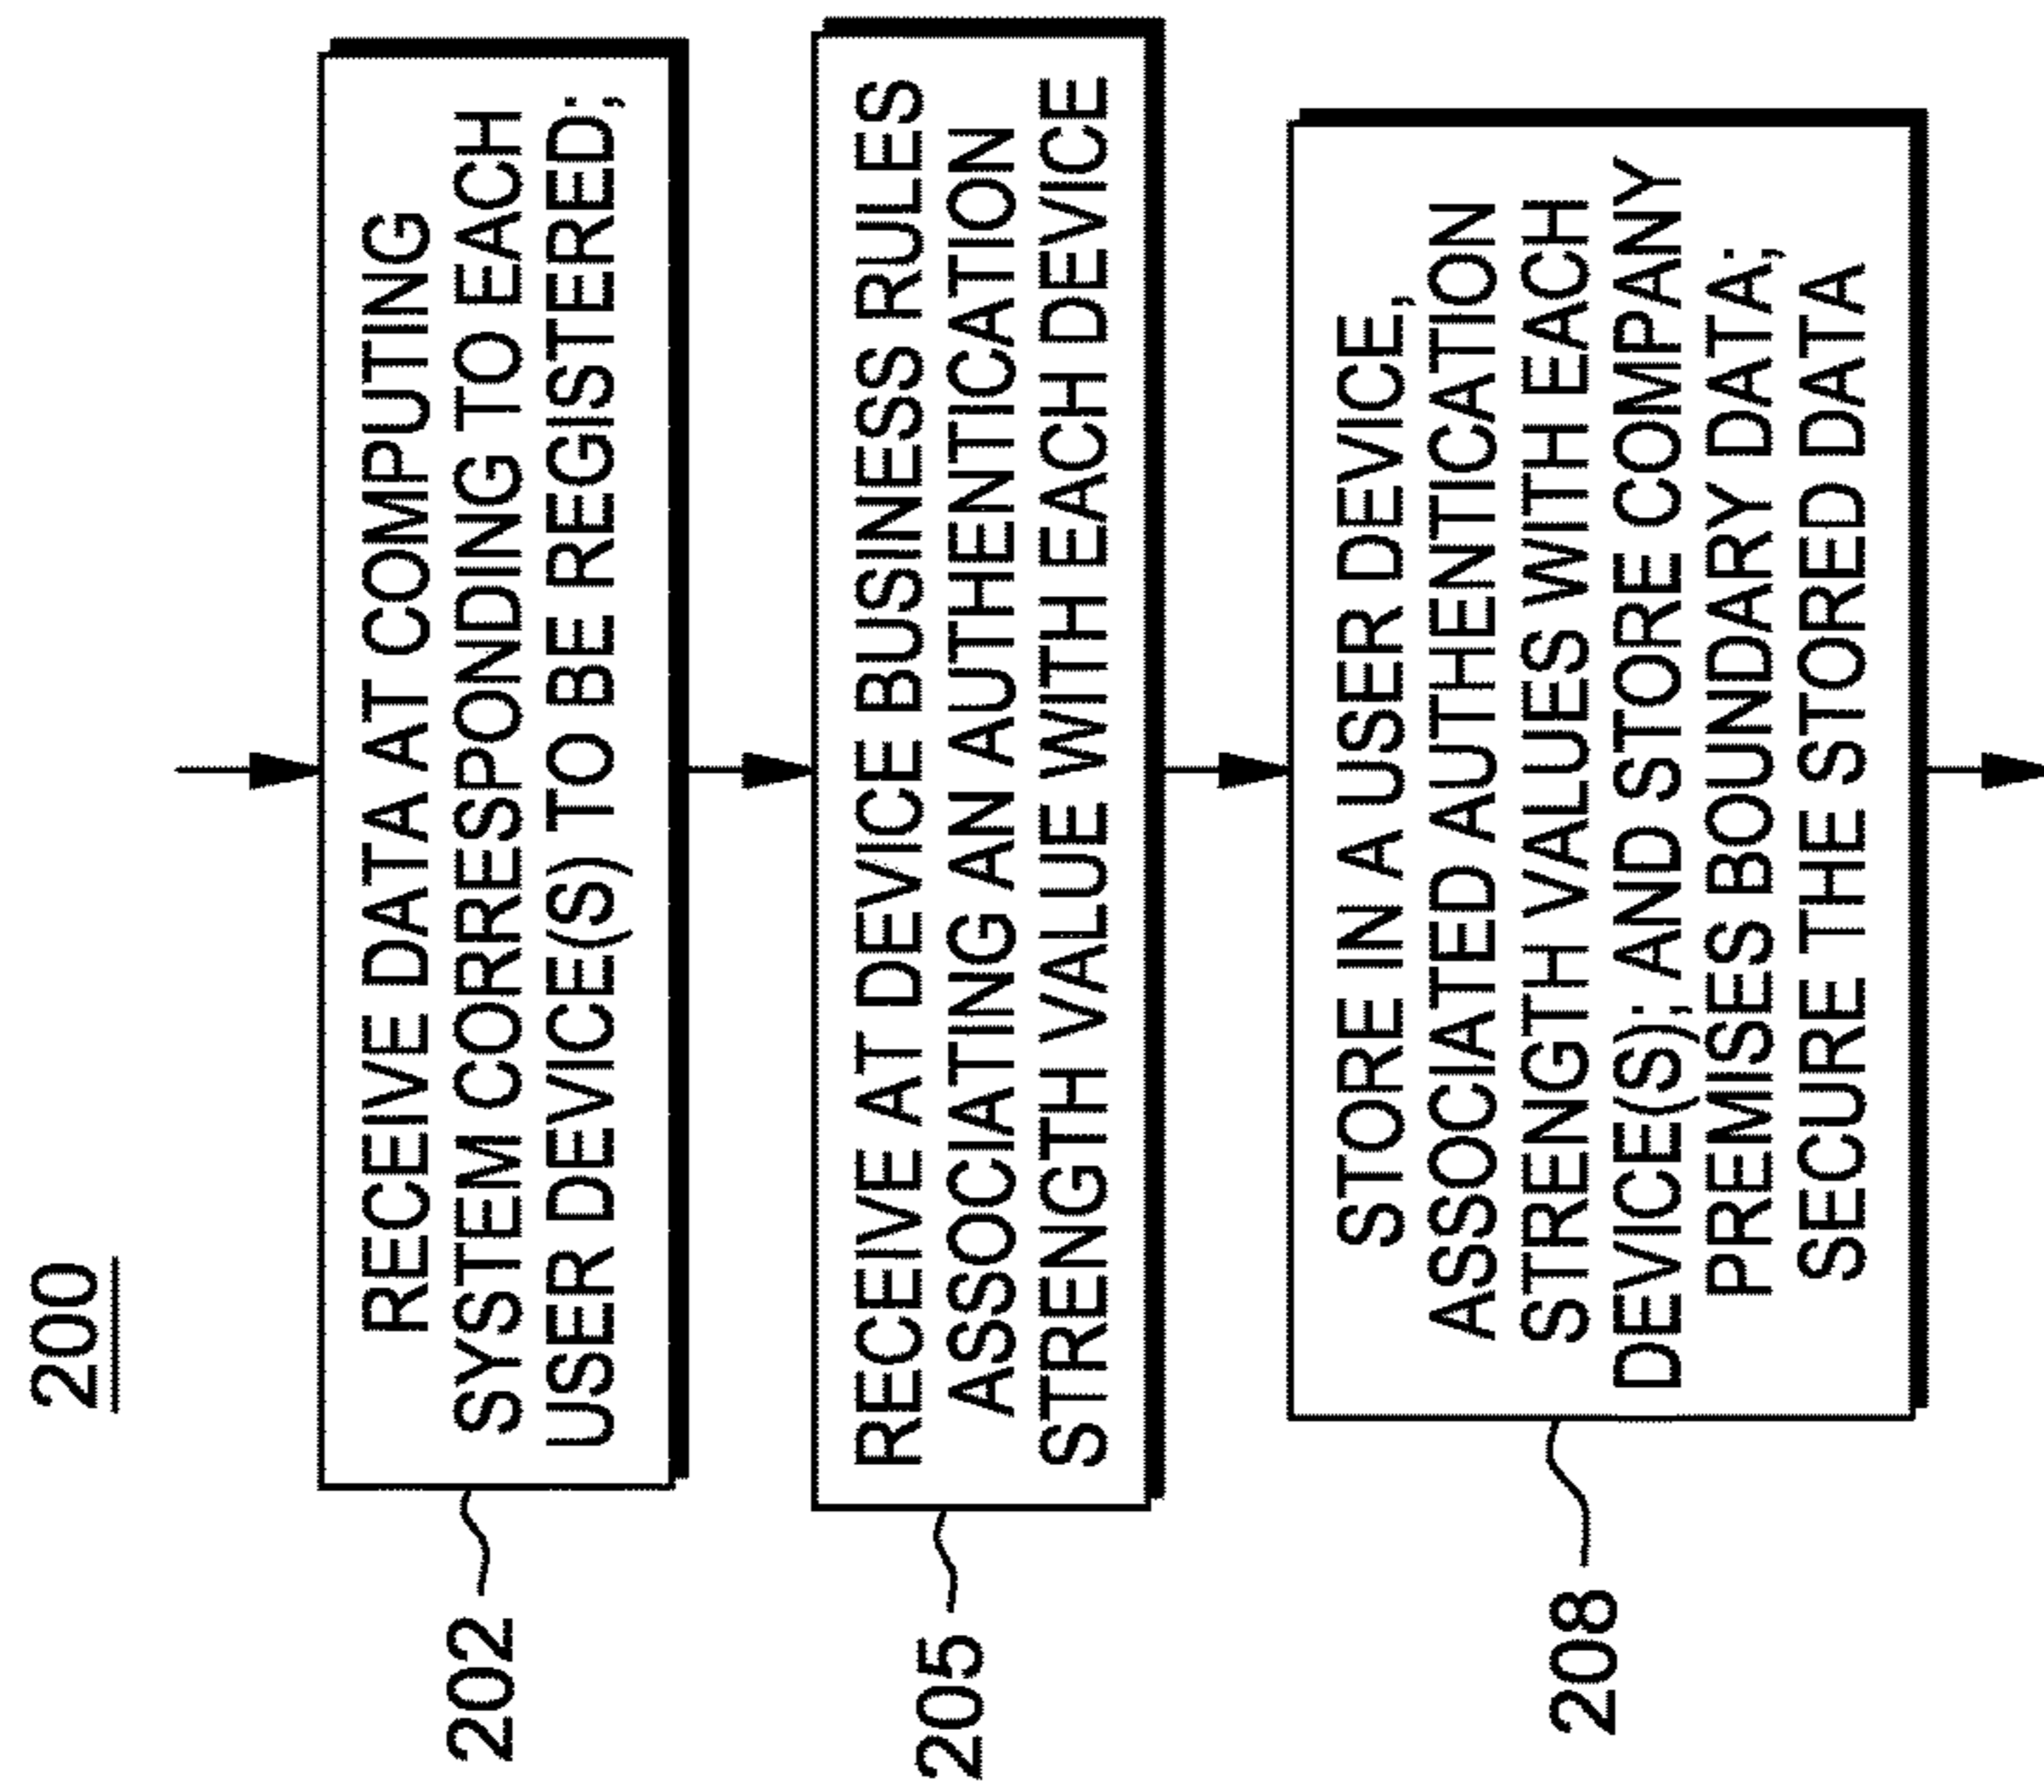 200
RECEIVE DATA AT COMPUTING
SYSTEM CORRESPONDING TO EACH
USER DEVICE(S) TO BE REGISTERED;
202
RECEIVE AT DEVICE BUSINESS RULES
ASSOCIATING AN AUTHENTICATION
STRENGTH VALUE WITH EACH DEVICE
205
STORE IN A USER DEVICE,
ASSOCIATED AUTHENTICATION
STRENGTH VALUES WITH EACH
DEVICE(S); AND STORE COMPANY
PREMISES BOUNDARY DATA;
SECURE THE STORED DATA
208